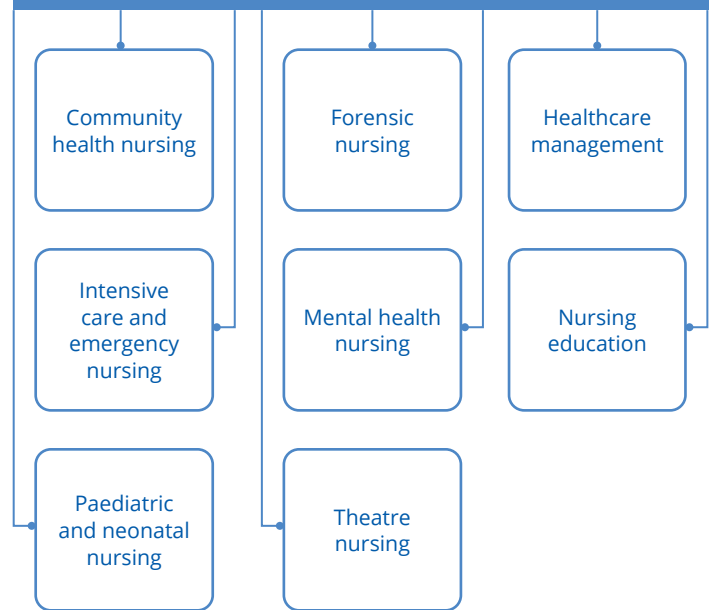 Community
health nursing
Forensic
nursing
Healthcare
management
Intensive
care and
emergency
nursing
Mental health
nursing
Nursing
education
Paediatric
and neonatal
nursing
Theatre
nursing